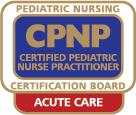 PEDIATRIC NURSING
CPNP
CERTIFIED PEDIATRIC
NURSE PRACTITIONER
CERTIFICATION BOARD
ACUTE CARE